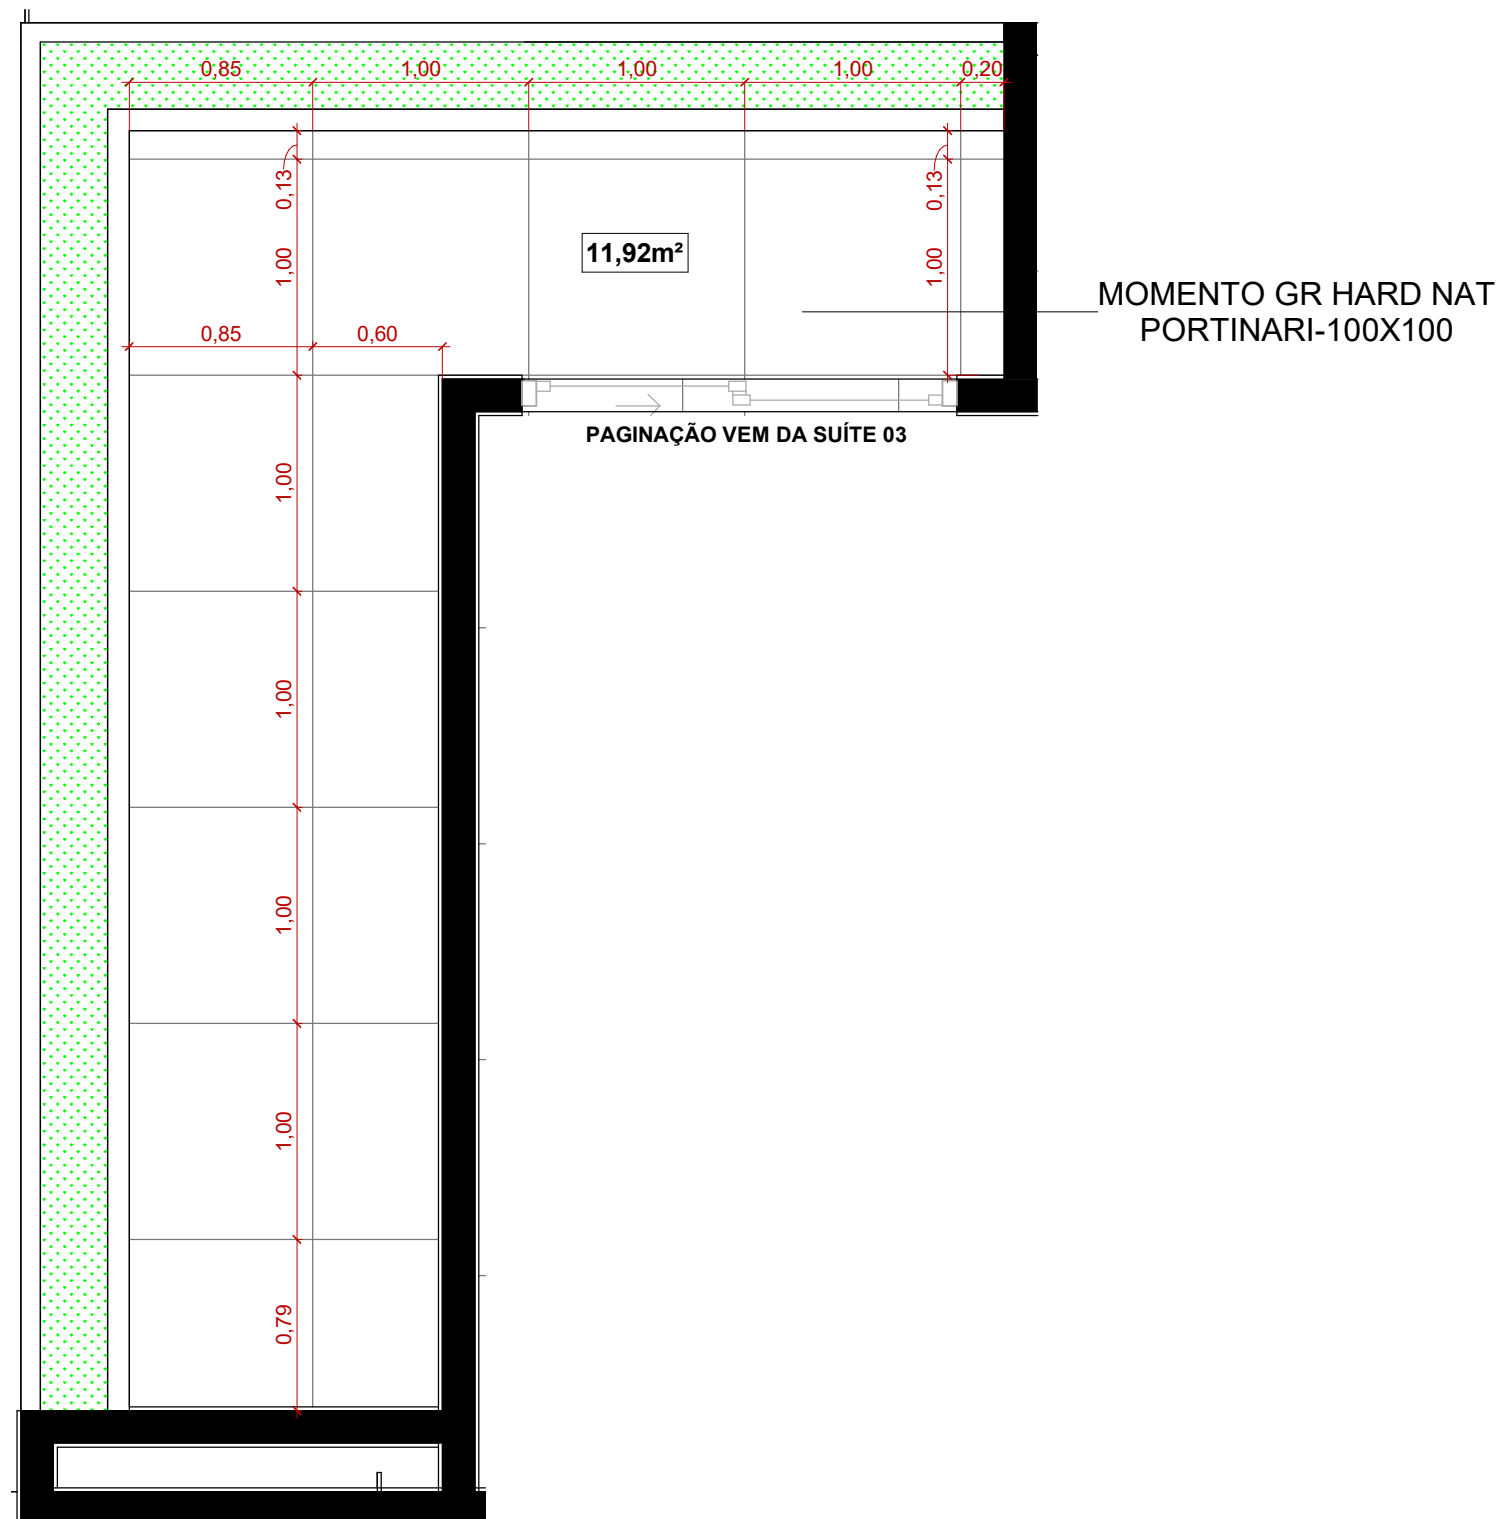 0,85 1,00 1,00 1,00 0,20
0,13 0,13
11,92m²
1,00 1,00
MOMENTO GR HARD NAT
PORTINARI-100X100
0,85 0,60
PAGINAÇÃO VEM DA SUÍTE 03
1,00
1,00
1,00
1,00
0,79